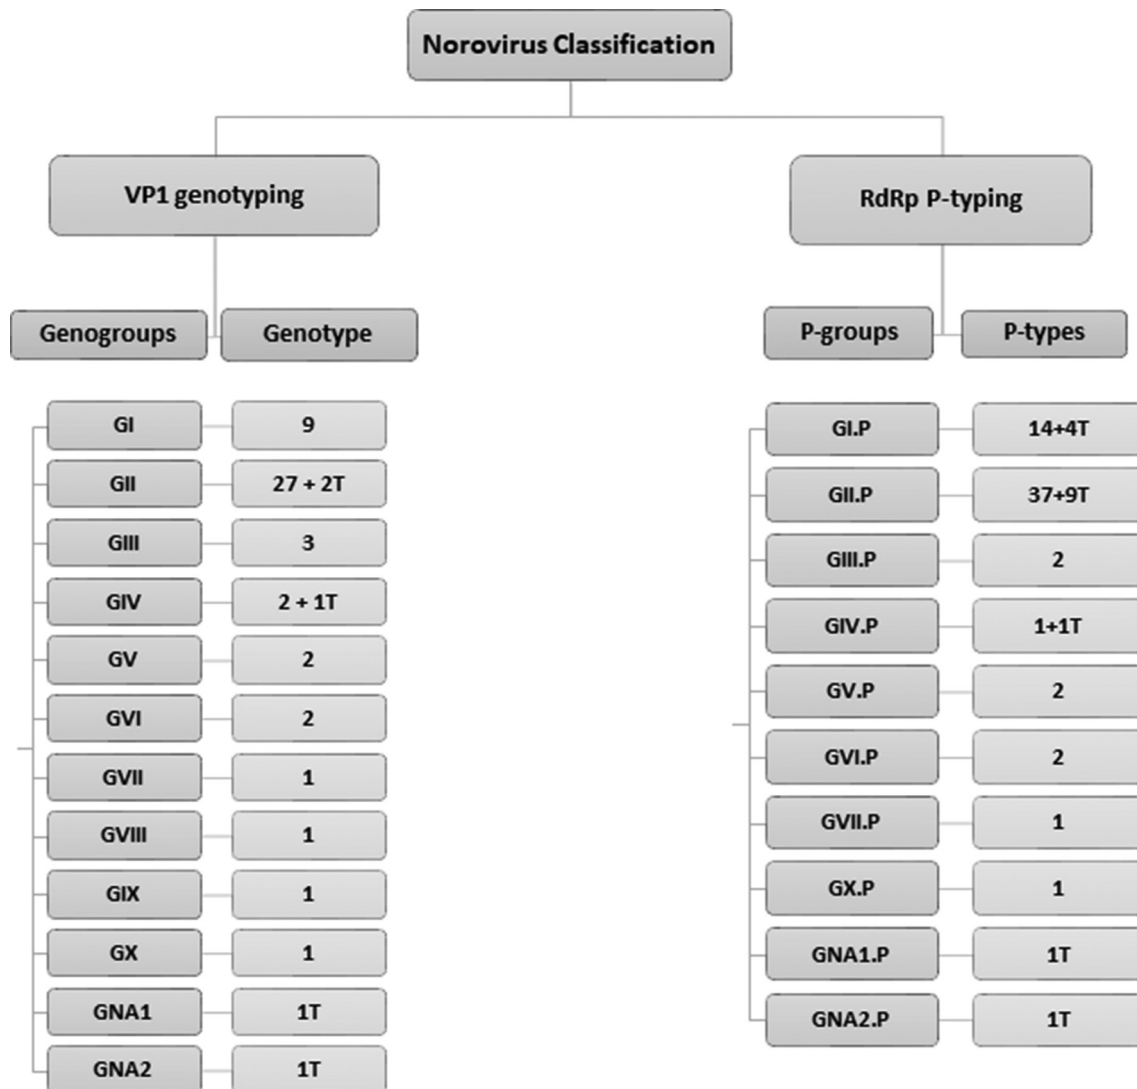 Norovirus Classification
VP1 genotyping
RdRp P-typing
Genogroups
Genotype
P-groups
P-types
GI
9
GII
27 + 2T
GIII
3
GIV
2 + 1T
GV
2
GVI
2
GVII
1
GVIII
1
GIX
1
GX
1
GNA1
1T
GNA2
1T
GI.P
14+4T
GII.P
37+9T
GIII.P
2
GIV.P
1+1T
GV.P
2
GVI.P
2
GVII.P
1
GX.P
1
GNA1.P
1T
GNA2.P
1T